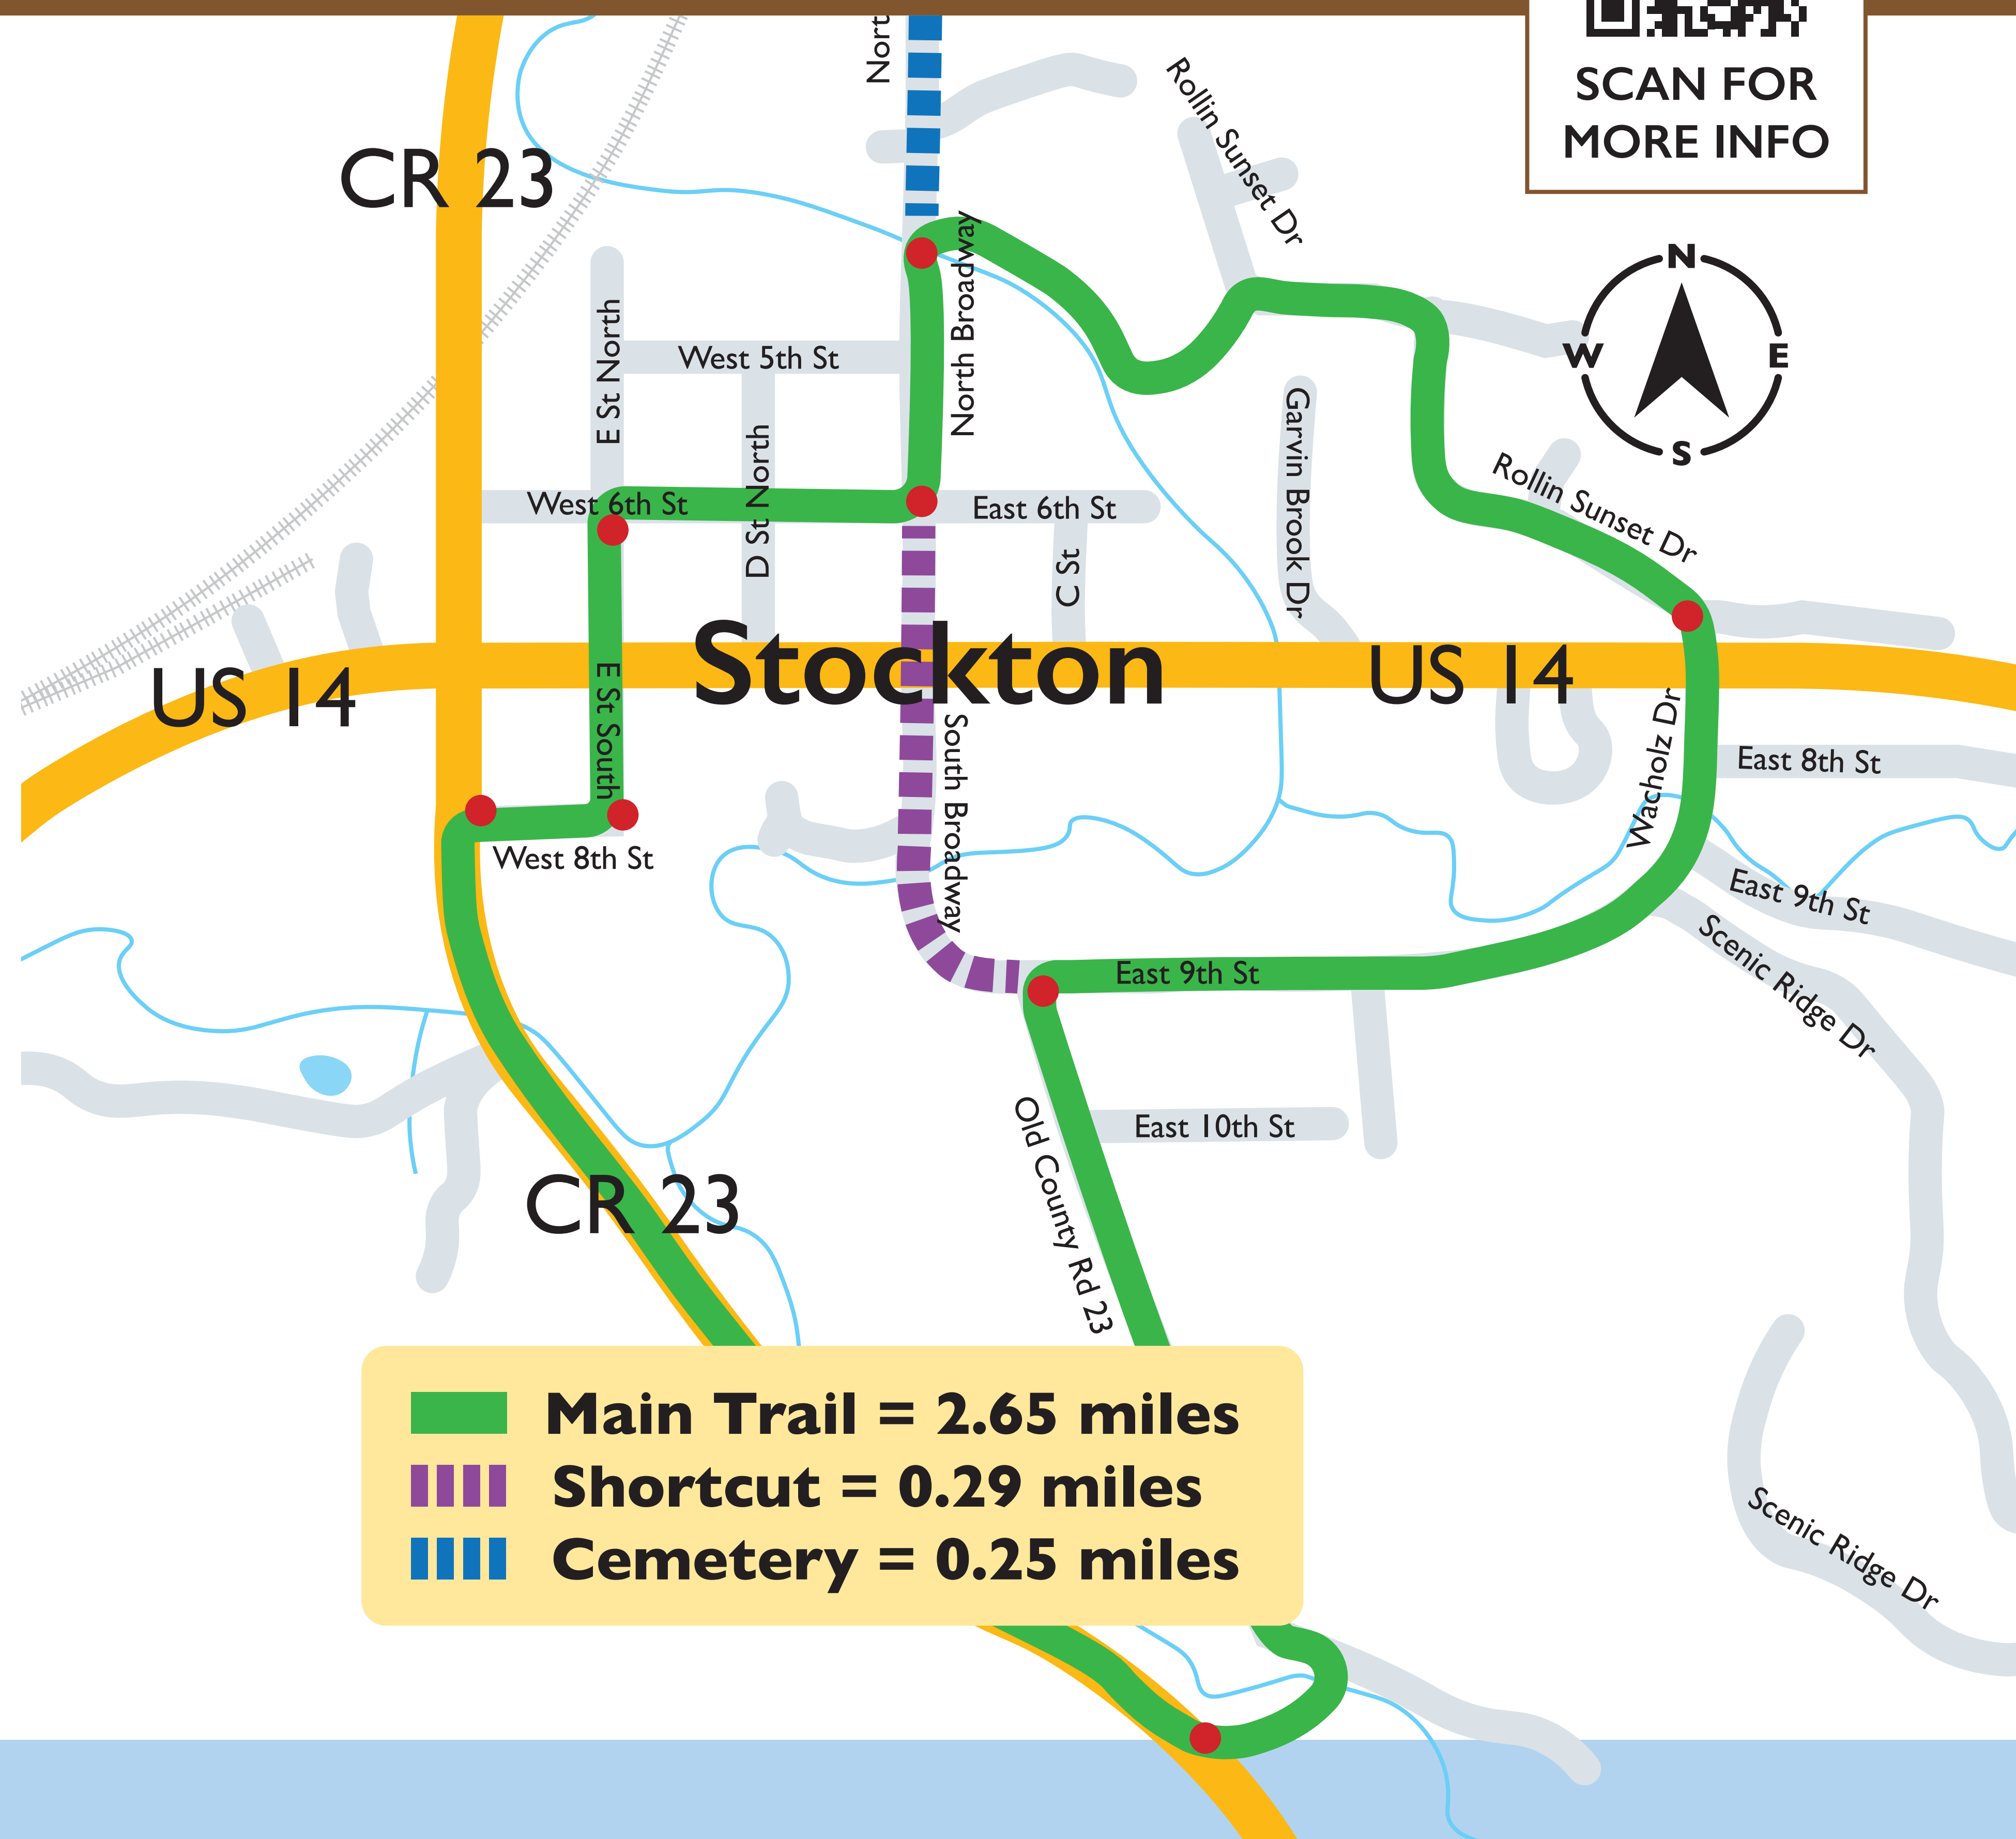 Nort
SCAN FOR
MORE INFO
Rollin Sunset Dr
CR 23
N
W
E
S
North Broadway
E St North
West 5th St
D St North
Garvin Brook Dr
Rollin Sunset Dr
West 6th St
East 6th St
C St
Stockton
US 14
US 14
E St South
South Broadway
Wacholz Dr
East 8th St
West 8th St
East 9th St
Scenic Ridge Dr
East 9th St
East 10th St
Old County Rd 23
CR 23
Main Trail = 2.65 miles
Shortcut = 0.29 miles
Cemetery = 0.25 miles
Scenic Ridge Dr